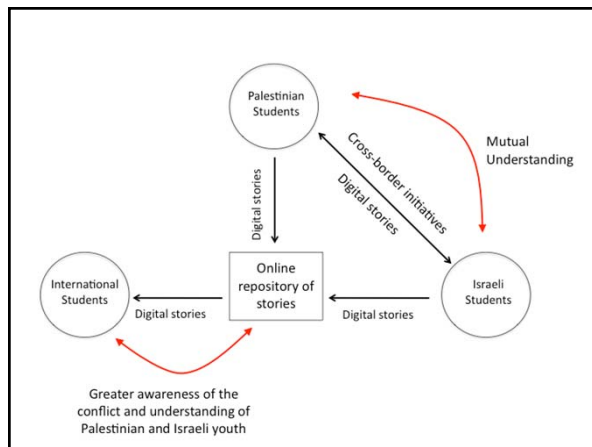 Palestinian
Students
Mutual
Understanding
Cross-border initiatives
Digital stories
Digital stories
International
Students
Online
repository of
stories
Israeli
Students
Digital stories
Digital stories
Greater awareness of the
conflict and understanding of
Palestinian and Israeli youth